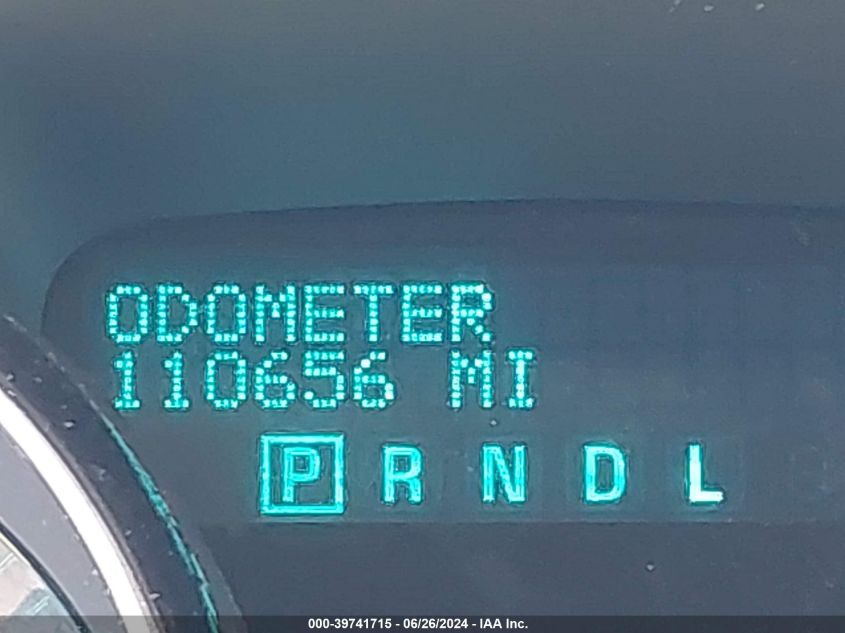 ODOMETER
110656 MI
P R N D L
000-39741715 - 06/26/2024 - IAA Inc.